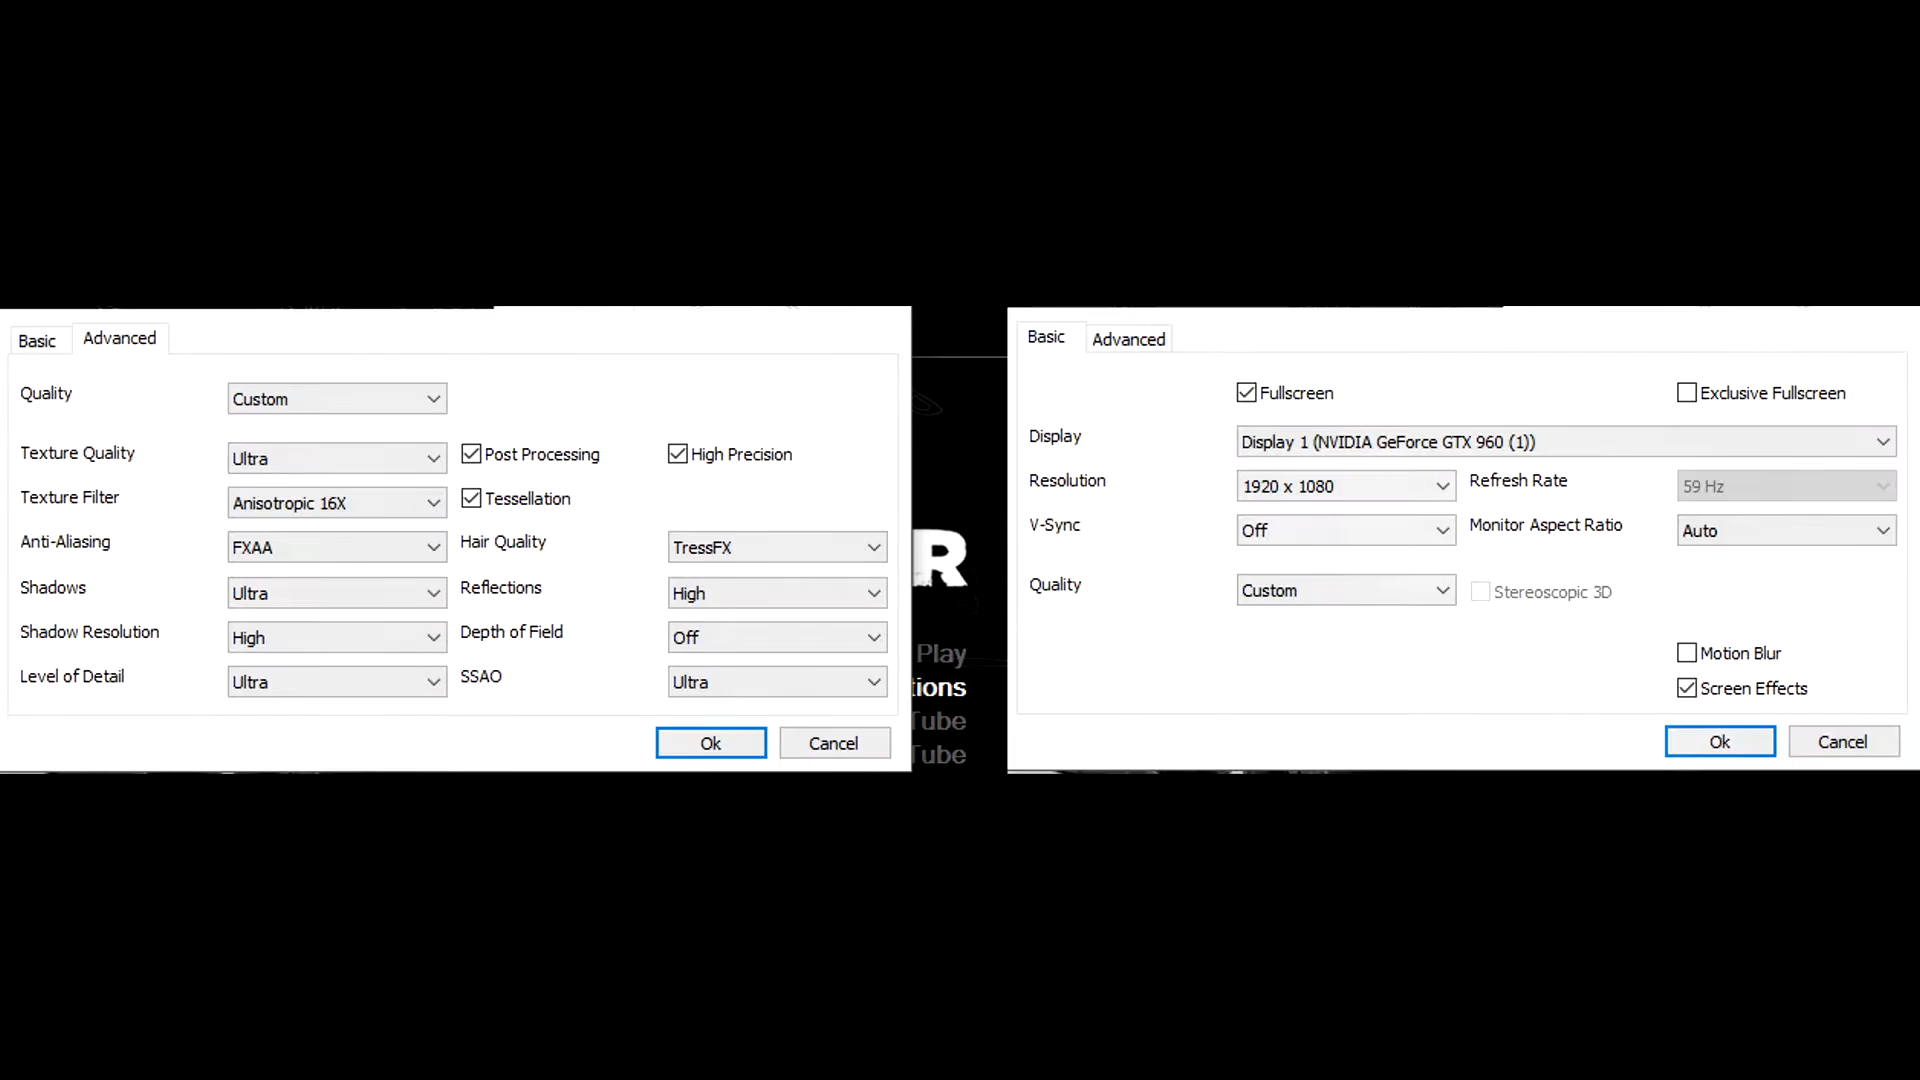 Basic Advanced
Quality Custom
Texture Quality Ultra Post Processing High Precision
Texture Filter Anisotropic 16X Tessellation
Anti-Aliasing FXAA Hair Quality TressFX
Shadows Ultra Reflections High
Shadow Resolution High Depth of Field Off
Level of Detail Ultra SSAO Ultra
Ok Cancel
R
Play
tions
Tube
Tube
Basic Advanced
Fullscreen Exclusive Fullscreen
Display Display 1 (NVIDIA GeForce GTX 960 (1))
Resolution 1920 x 1080 Refresh Rate 59 Hz
V-Sync Off Monitor Aspect Ratio Auto
Quality Custom Stereoscopic 3D
Motion Blur
Screen Effects
Ok Cancel